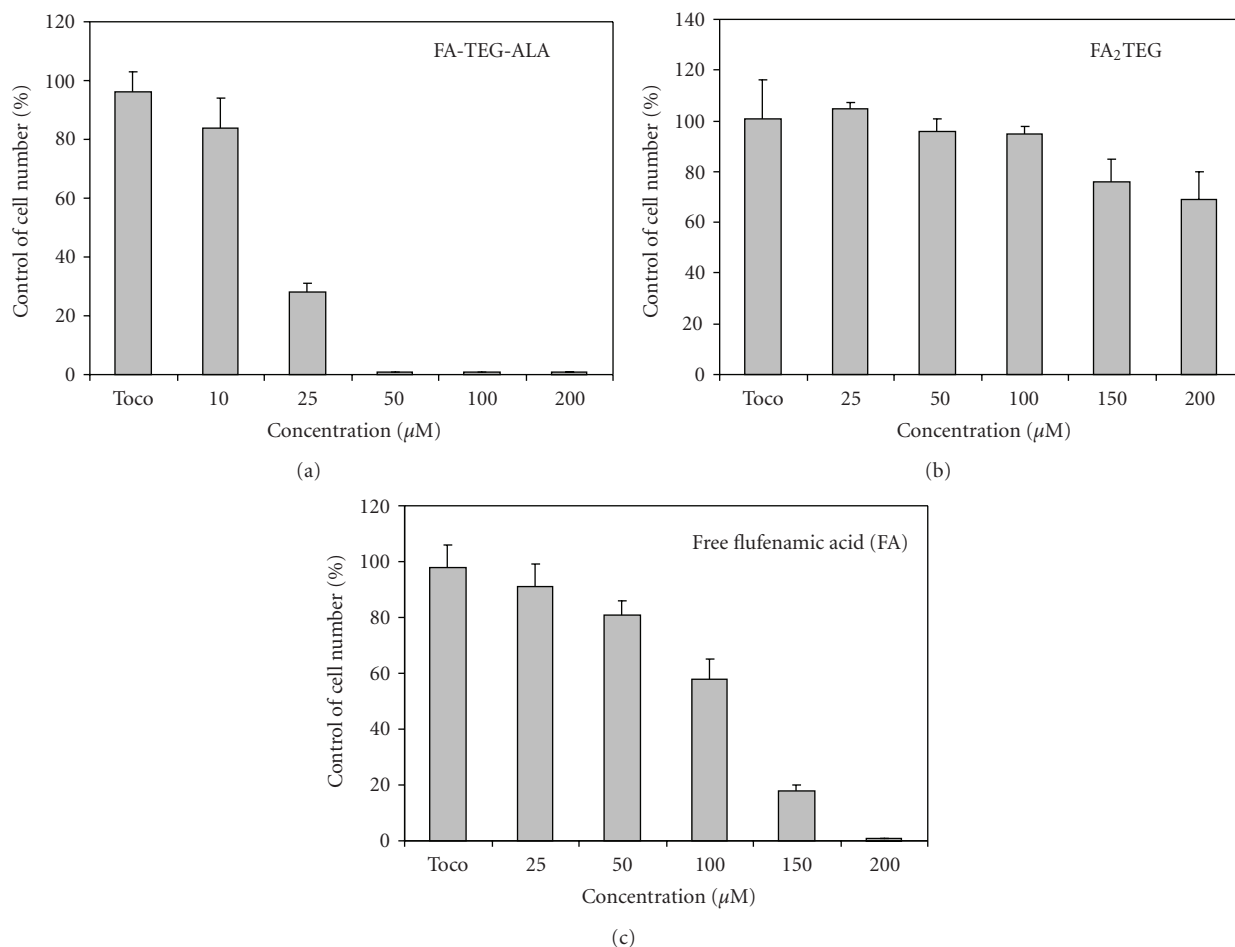 120
100
80
60
40
20
0
Control of cell number (%)
FA-TEG-ALA
Toco 10 25 50 100 200
Concentration (μM)
(a)
140
120
100
80
60
40
20
0
Control of cell number (%)
FA₂TEG
Toco 25 50 100 150 200
Concentration (μM)
(b)
120
100
80
60
40
20
0
Control of cell number (%)
Free flufenamic acid (FA)
Toco 25 50 100 150 200
Concentration (μM)
(c)